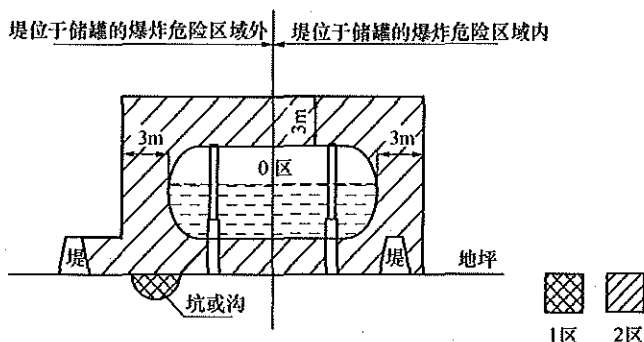 堤位于储罐的爆炸危险区域外
堤位于储罐的爆炸危险区域内
3m
3m
3m
0区
堤
堤
地坪
坑或沟
1区
2区